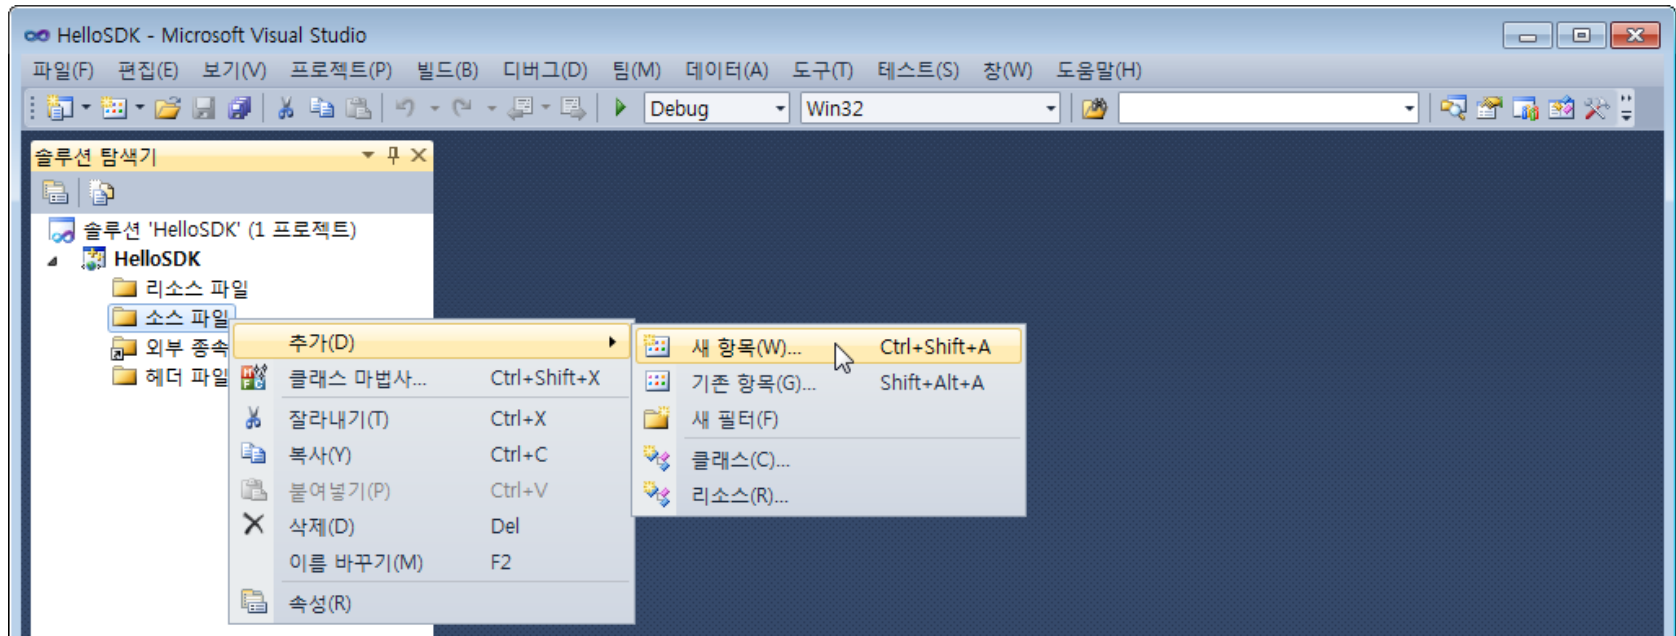 HelloSDK - Microsoft Visual Studio
파일(F) 편집(E) 보기(V) 프로젝트(P) 빌드(B) 디버그(D) 팀(M) 데이터(A) 도구(T) 테스트(S) 창(W) 도움말(H)
Debug Win32
솔루션 탐색기
솔루션 'HelloSDK' (1 프로젝트)
HelloSDK
리소스 파일
소스 파일
외부 종속
헤더 파일
추가(D)
클래스 마법사... Ctrl+Shift+X
잘라내기(T) Ctrl+X
복사(Y) Ctrl+C
붙여넣기(P) Ctrl+V
삭제(D) Del
이름 바꾸기(M) F2
속성(R)
새 항목(W)... Ctrl+Shift+A
기존 항목(G)... Shift+Alt+A
새 필터(F)
클래스(C)...
리소스(R)...